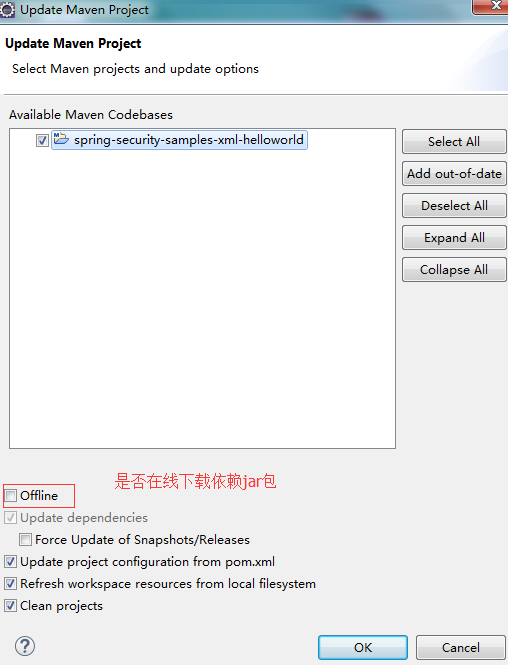 Update Maven Project
Update Maven Project
Select Maven projects and update options
Available Maven Codebases
spring-security-samples-xml-helloworld
Select All
Add out-of-date
Deselect All
Expand All
Collapse All
是否在线下载依赖jar包
Offline
Update dependencies
Force Update of Snapshots/Releases
Update project configuration from pom.xml
Refresh workspace resources from local filesystem
Clean projects
?
OK
Cancel